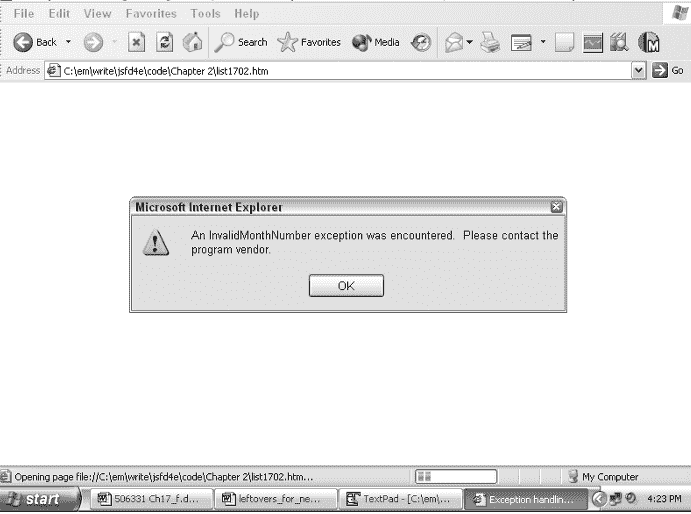 File Edit View Favorites Tools Help
Back Search Favorites Media
Address C:\em\write\jsfd4e\code\Chapter 2\list1702.htm Go
Microsoft Internet Explorer
An InvalidMonthNumber exception was encountered. Please contact the
program vendor.
OK
Opening page file://C:\em\write\jsfd4e\code\Chapter 2\list1702.htm... My Computer
start 506331 Ch17_f.d... leftovers_for_ne... TextPad - [C:\em\... Exception handlin... 4:23 PM